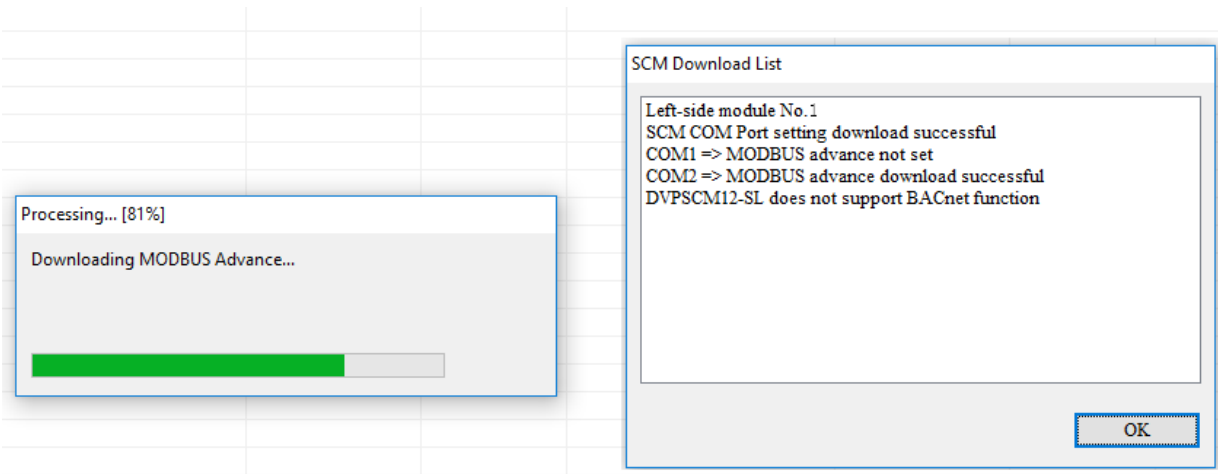 Processing... [81%]
Downloading MODBUS Advance...
SCM Download List
Left-side module No.1
SCM COM Port setting download successful
COM1 => MODBUS advance not set
COM2 => MODBUS advance download successful
DVPSCM12-SL does not support BACnet function
OK